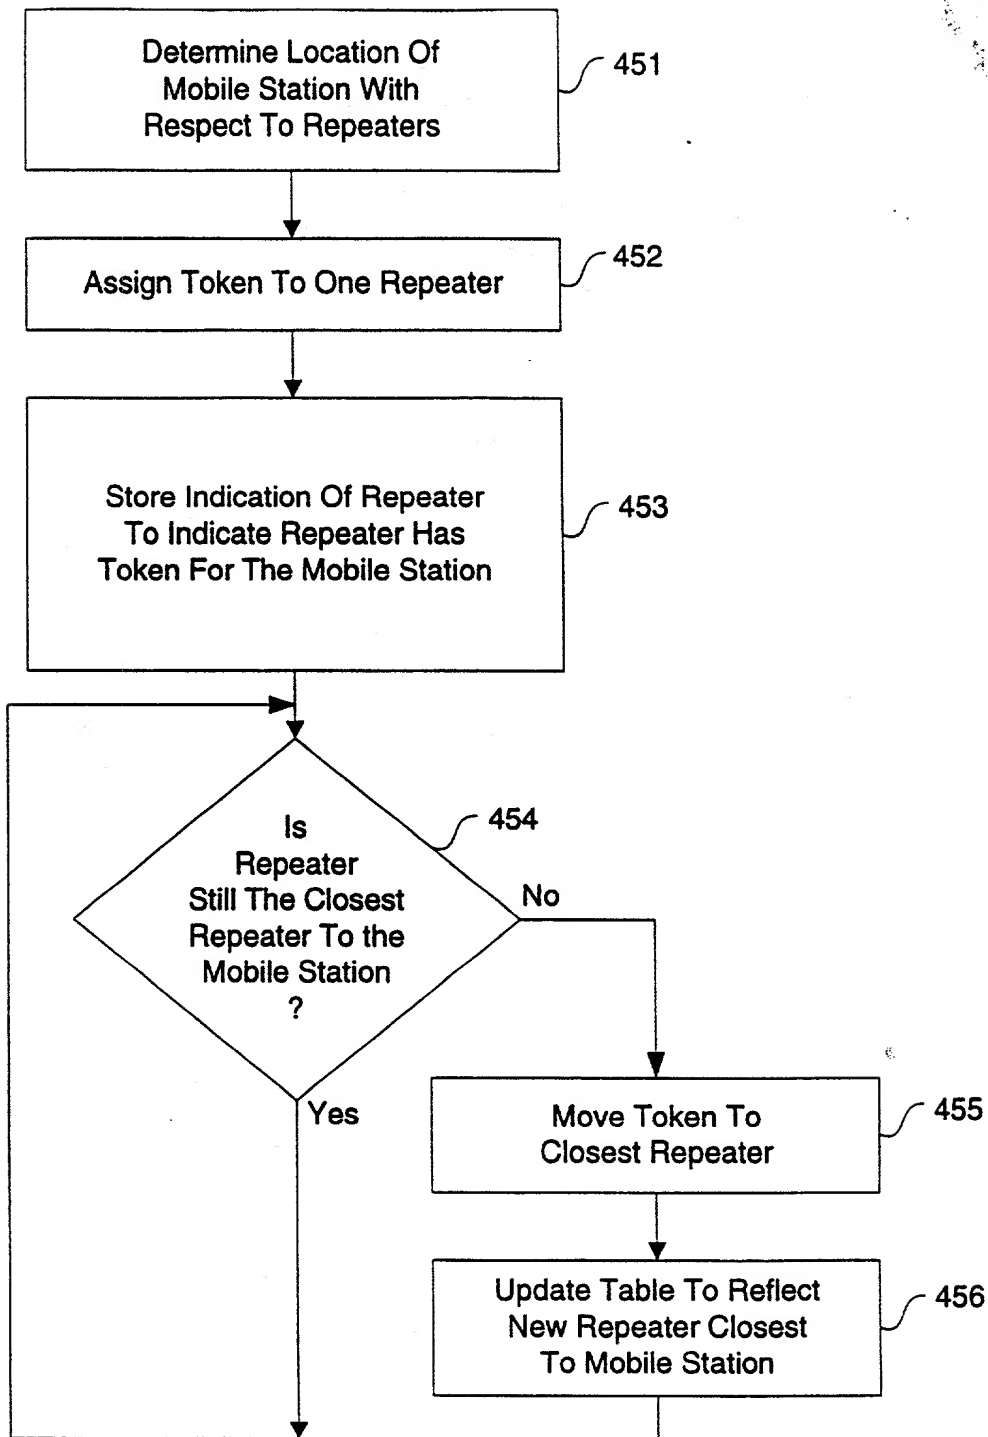 Determine Location Of
Mobile Station With
Respect To Repeaters
451
Assign Token To One Repeater
452
Store Indication Of Repeater
To Indicate Repeater Has
Token For The Mobile Station
453
Is
Repeater
Still The Closest
Repeater To the
Mobile Station
?
454
No
Yes
Move Token To
Closest Repeater
455
Update Table To Reflect
New Repeater Closest
To Mobile Station
456